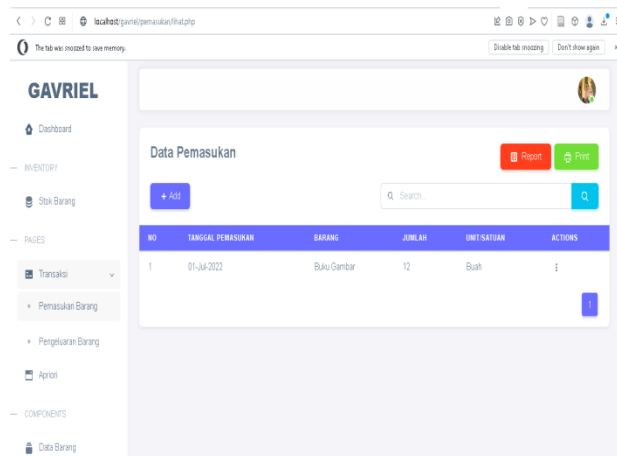 localhost/gavriel/pemasukan/lihat.php
The tab was snoozed to save memory.
Disable tab snoozing
Don't show again
GAVRIEL
Dashboard
INVENTORY
Stok Barang
PAGES
Transaksi
Pemasukan Barang
Pengeluaran Barang
Apriori
COMPONENTS
Data Barang
Data Pemasukan
Report
Print
+ Add
Search...
NO TANGGAL PEMASUKAN BARANG JUMLAH UNIT/SATUAN ACTIONS
1 01-Jul-2022 Buku Gambar 12 Buah
1